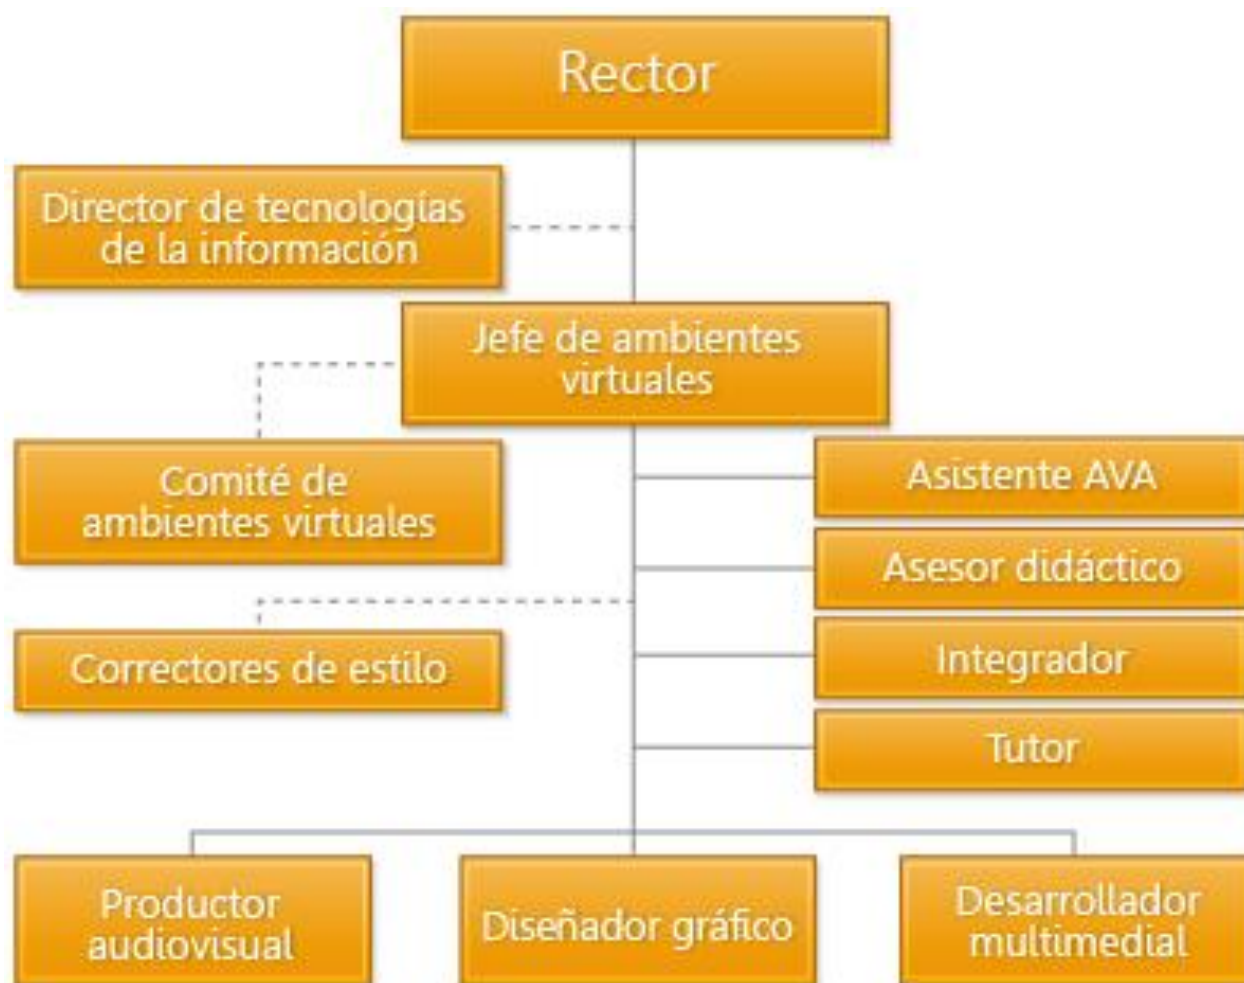 Rector
Director de tecnologías
de la información
Jefe de ambientes
virtuales
Comité de
ambientes virtuales
Asistente AVA
Asesor didáctico
Correctores de estilo
Integrador
Tutor
Productor
audiovisual
Diseñador gráfico
Desarrollador
multimedial